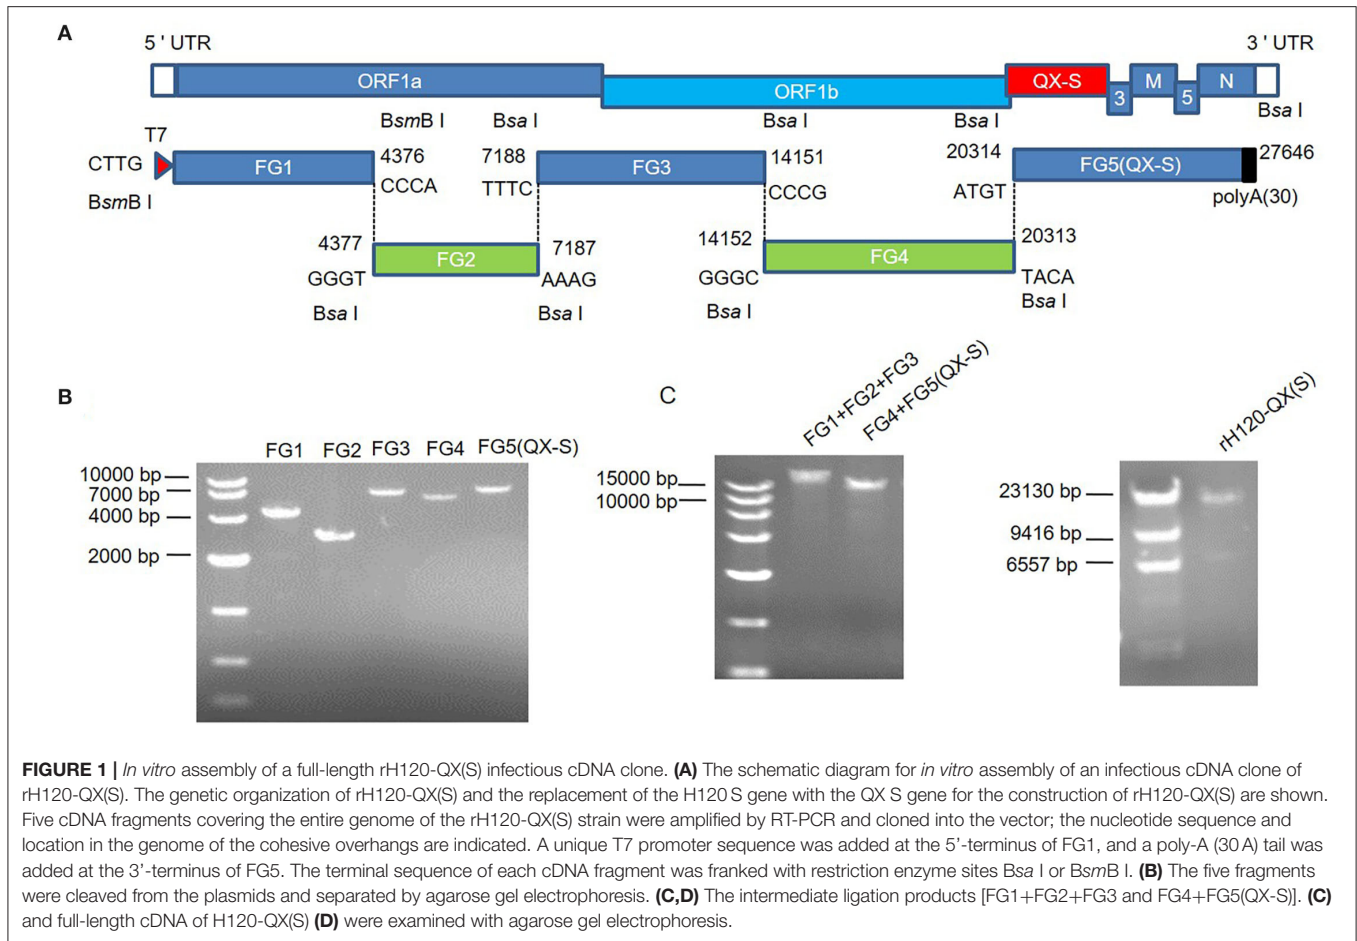 A
5 ' UTR
3 ' UTR
ORF1a
ORF1b
QX-S
3
M
5
N
BsmB I
Bsa I
Bsa I
Bsa I
Bsa I
T7
CTTG
FG1
4376
CCCA
7188
TTTC
FG3
14151
CCCG
20314
ATGT
FG5(QX-S)
27646
BsmB I
polyA(30)
4377
GGGT
Bsa I
FG2
7187
AAAG
Bsa I
14152
GGGC
Bsa I
FG4
20313
TACA
Bsa I
B
FG1 FG2 FG3 FG4 FG5(QX-S)
10000 bp
7000 bp
4000 bp
2000 bp
C
FG1+FG2+FG3
FG4+FG5(QX-S)
15000 bp
10000 bp
rH120-QX(S)
23130 bp
9416 bp
6557 bp
FIGURE 1 | In vitro assembly of a full-length rH120-QX(S) infectious cDNA clone. (A) The schematic diagram for in vitro assembly of an infectious cDNA clone of
rH120-QX(S). The genetic organization of rH120-QX(S) and the replacement of the H120 S gene with the QX S gene for the construction of rH120-QX(S) are shown.
Five cDNA fragments covering the entire genome of the rH120-QX(S) strain were amplified by RT-PCR and cloned into the vector; the nucleotide sequence and
location in the genome of the cohesive overhangs are indicated. A unique T7 promoter sequence was added at the 5'-terminus of FG1, and a poly-A (30 A) tail was
added at the 3'-terminus of FG5. The terminal sequence of each cDNA fragment was franked with restriction enzyme sites Bsa I or BsmB I. (B) The five fragments
were cleaved from the plasmids and separated by agarose gel electrophoresis. (C,D) The intermediate ligation products [FG1+FG2+FG3 and FG4+FG5(QX-S)]. (C)
and full-length cDNA of H120-QX(S) (D) were examined with agarose gel electrophoresis.